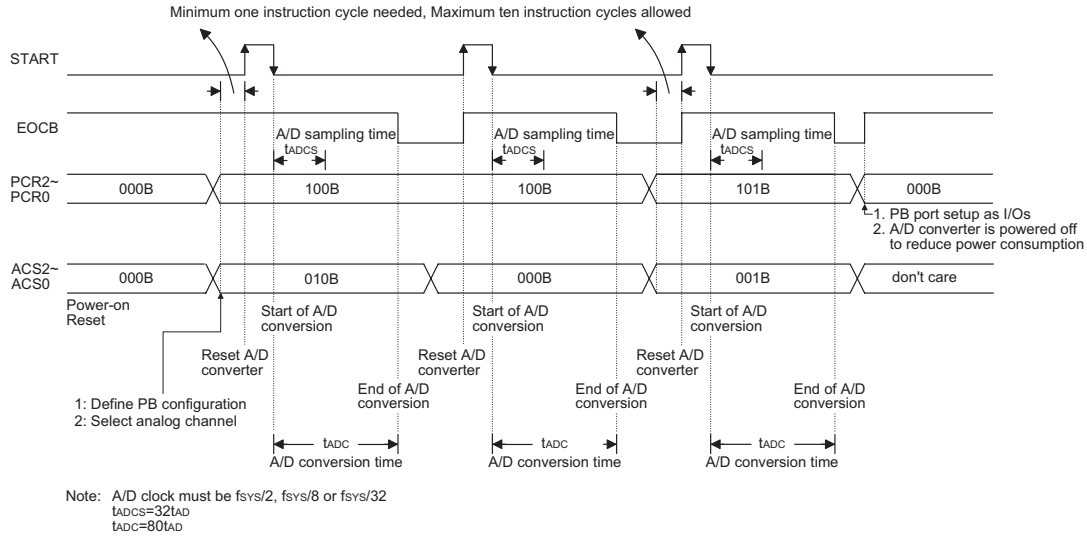 Minimum one instruction cycle needed, Maximum ten instruction cycles allowed
START
EOCB
A/D sampling time
tADCS
A/D sampling time
tADCS
A/D sampling time
tADCS
PCR2~
PCR0
000B
100B
100B
101B
000B
1. PB port setup as I/Os
2. A/D converter is powered off
to reduce power consumption
ACS2~
ACS0
000B
010B
000B
001B
don't care
Power-on
Reset
Start of A/D
conversion
Start of A/D
conversion
Start of A/D
conversion
Reset A/D
converter
Reset A/D
converter
Reset A/D
converter
1: Define PB configuration
2: Select analog channel
End of A/D
conversion
End of A/D
conversion
End of A/D
conversion
tADC
A/D conversion time
tADC
A/D conversion time
tADC
A/D conversion time
Note: A/D clock must be fSYS/2, fSYS/8 or fSYS/32
tADCS=32tAD
tADC=80tAD